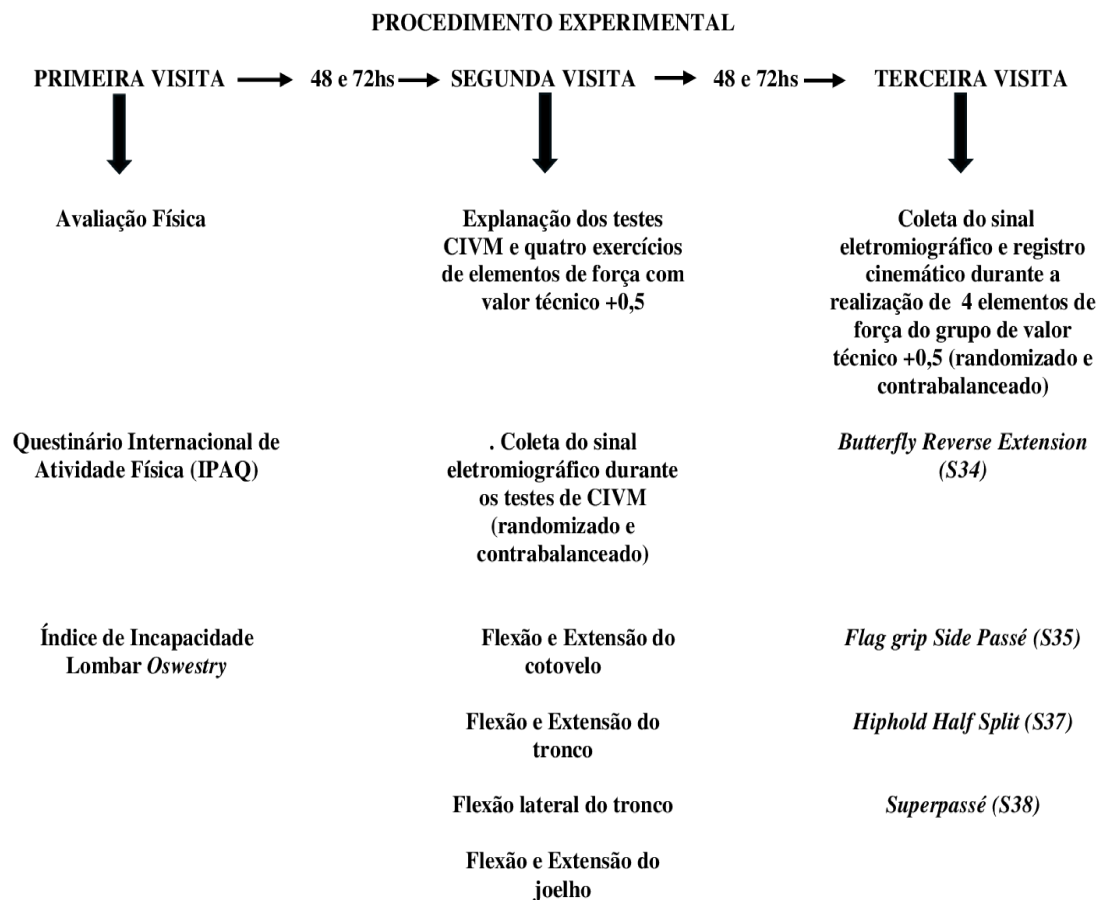 PROCEDIMENTO EXPERIMENTAL
PRIMEIRA VISITA
48 e 72hs
SEGUNDA VISITA
48 e 72hs
TERCEIRA VISITA
Avaliação Física
Questinário Internacional de
Atividade Física (IPAQ)
Índice de Incapacidade
Lombar Oswestry
Explanação dos testes
CIVM e quatro exercícios
de elementos de força com
valor técnico +0,5
. Coleta do sinal
eletromiográfico durante
os testes de CIVM
(randomizado e
contrabalanceado)
Flexão e Extensão do
cotovelo
Flexão e Extensão do
tronco
Flexão lateral do tronco
Flexão e Extensão do
joelho
Coleta do sinal
eletromiográfico e registro
cinemático durante a
realização de 4 elementos de
força do grupo de valor
técnico +0,5 (randomizado e
contrabalanceado)
Butterfly Reverse Extension
(S34)
Flag grip Side Passé (S35)
Hiphold Half Split (S37)
Superpassé (S38)